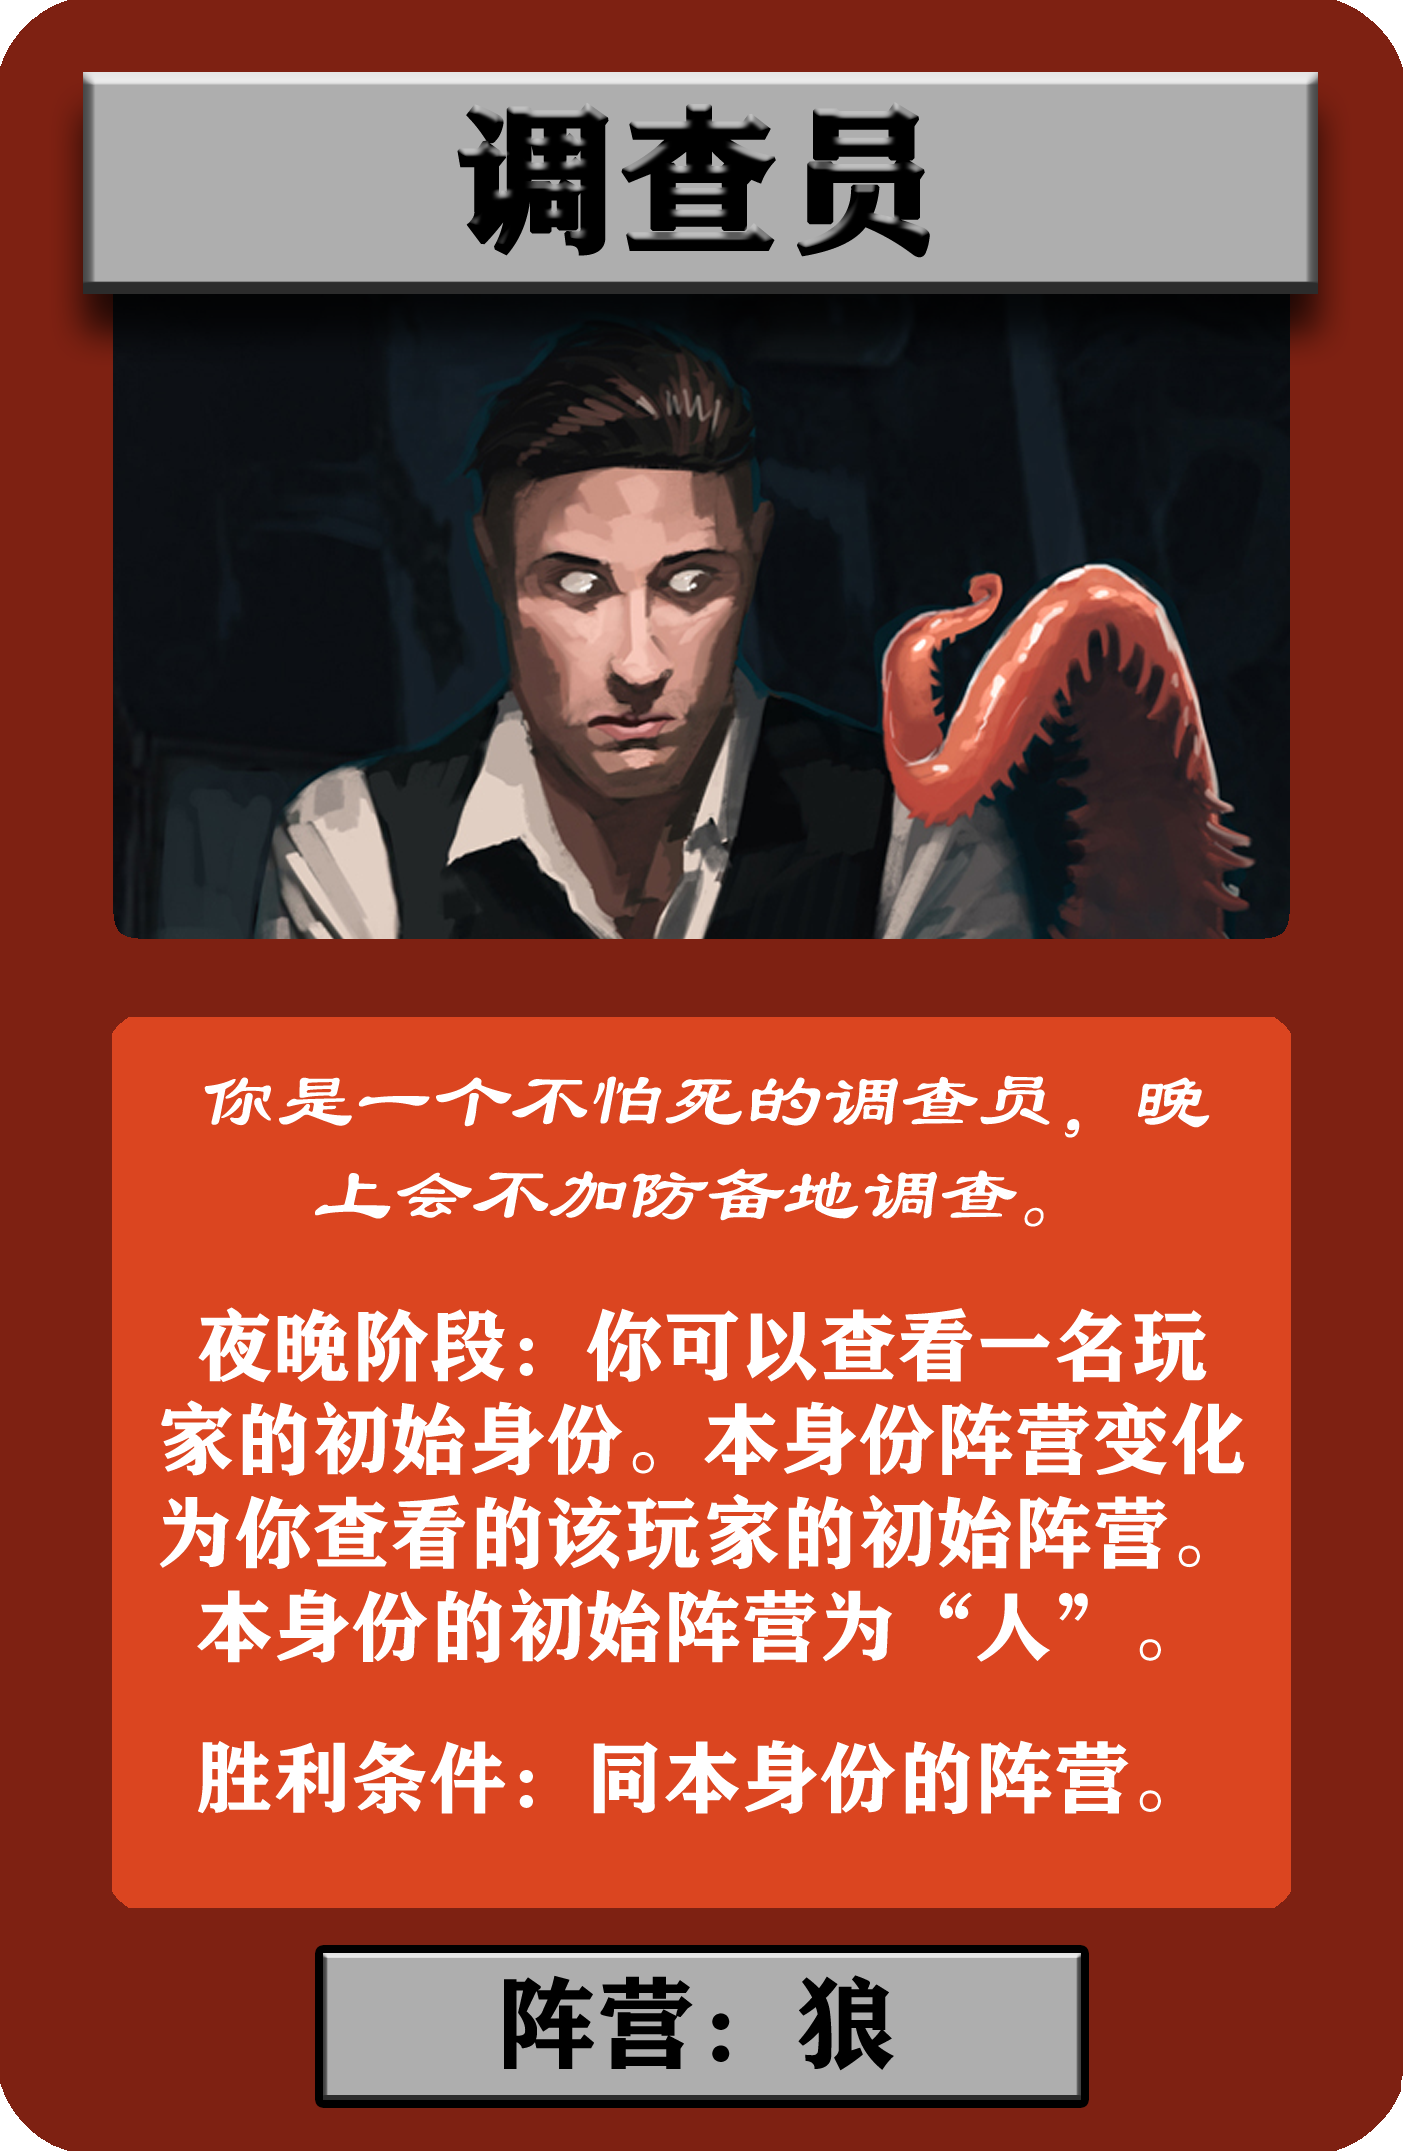 调查员
你是一个不怕死的调查员，晚
上会不加防备地调查。
夜晚阶段：你可以查看一名玩
家的初始身份。本身份阵营变化
为你查看的该玩家的初始阵营。
本身份的初始阵营为“人”。
胜利条件：同本身份的阵营。
阵营：狼